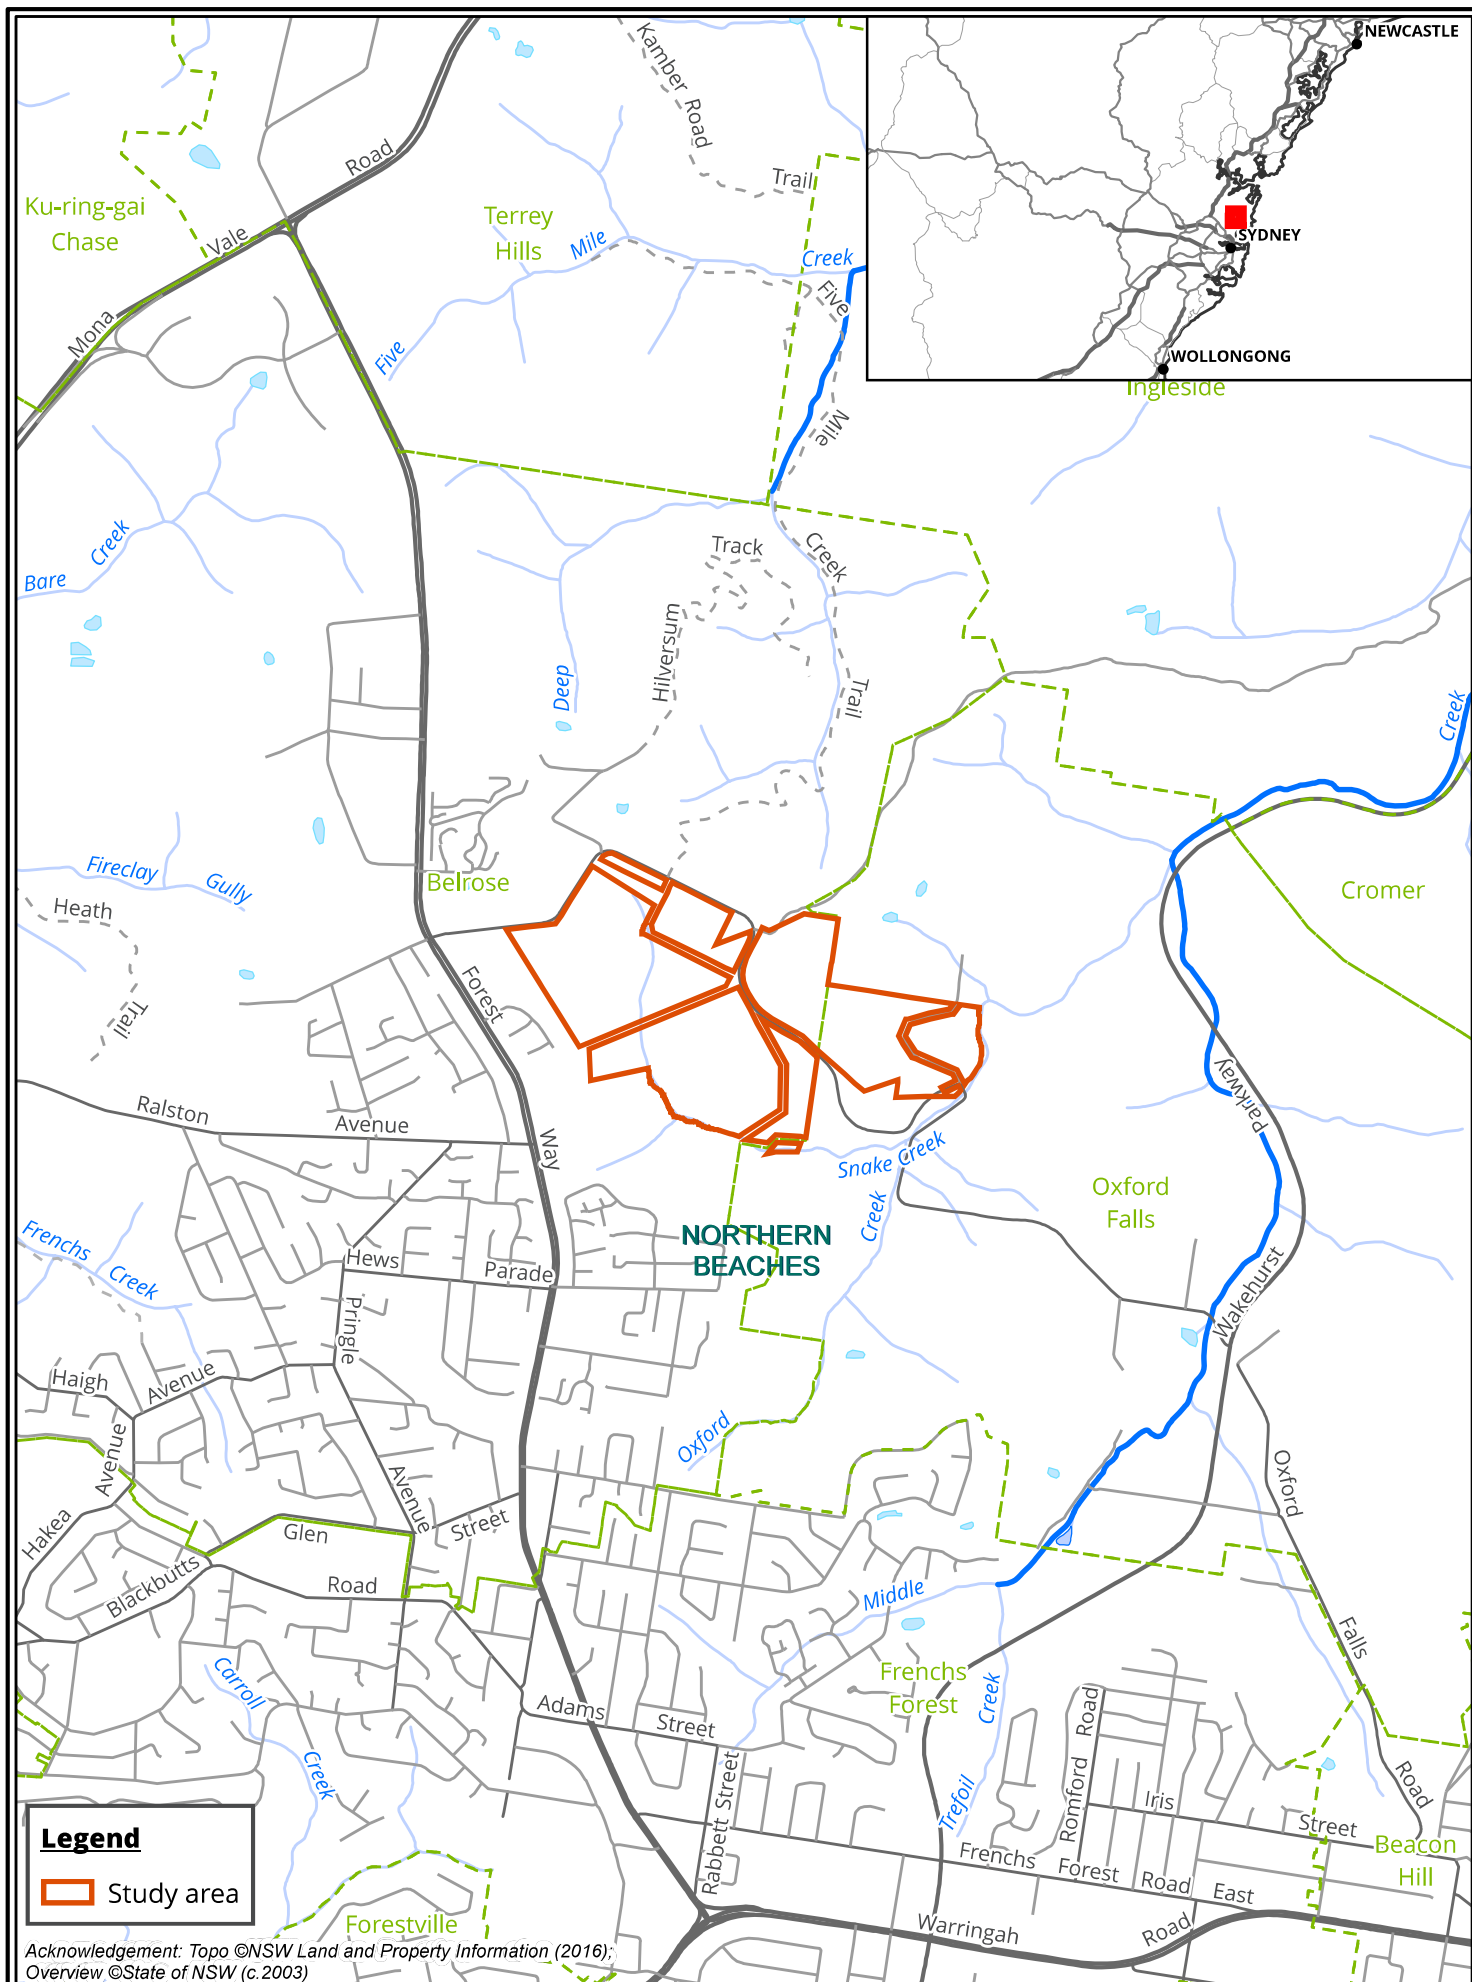 NEWCASTLE
SYDNEY
WOLLONGONG
Kamber Road
Trail
Road
Vale
Mona
Ku-ring-gai
Chase
Terrey
Hills
Five
Mile
Creek
Five
Mile
Creek
Trail
Ingleside
Bare
Creek
Track
Hilversum
Deep
Creek
Fireclay
Gully
Heath
Trail
Belrose
Cromer
Forest
Way
Ralston
Avenue
Parkway
Snake Creek
Creek
Oxford
Falls
NORTHERN
BEACHES
Frenchs
Creek
Hews
Parade
Pringle
Avenue
Wakehurst
Haigh
Avenue
Avenue
Hakea
Oxford
Oxford
Falls
Road
Glen
Street
Blackbutts
Road
Middle
Creek
Carroll
Creek
Frenchs
Forest
Adams
Street
Rabbett Street
Trefoil
Romford
Road
Iris
Street
Beacon
Hill
Frenchs
Forest
Road
East
Warringah
Road
Forestville
Legend
Study area
Acknowledgement: Topo ©NSW Land and Property Information (2016);
Overview ©State of NSW (c.2003)